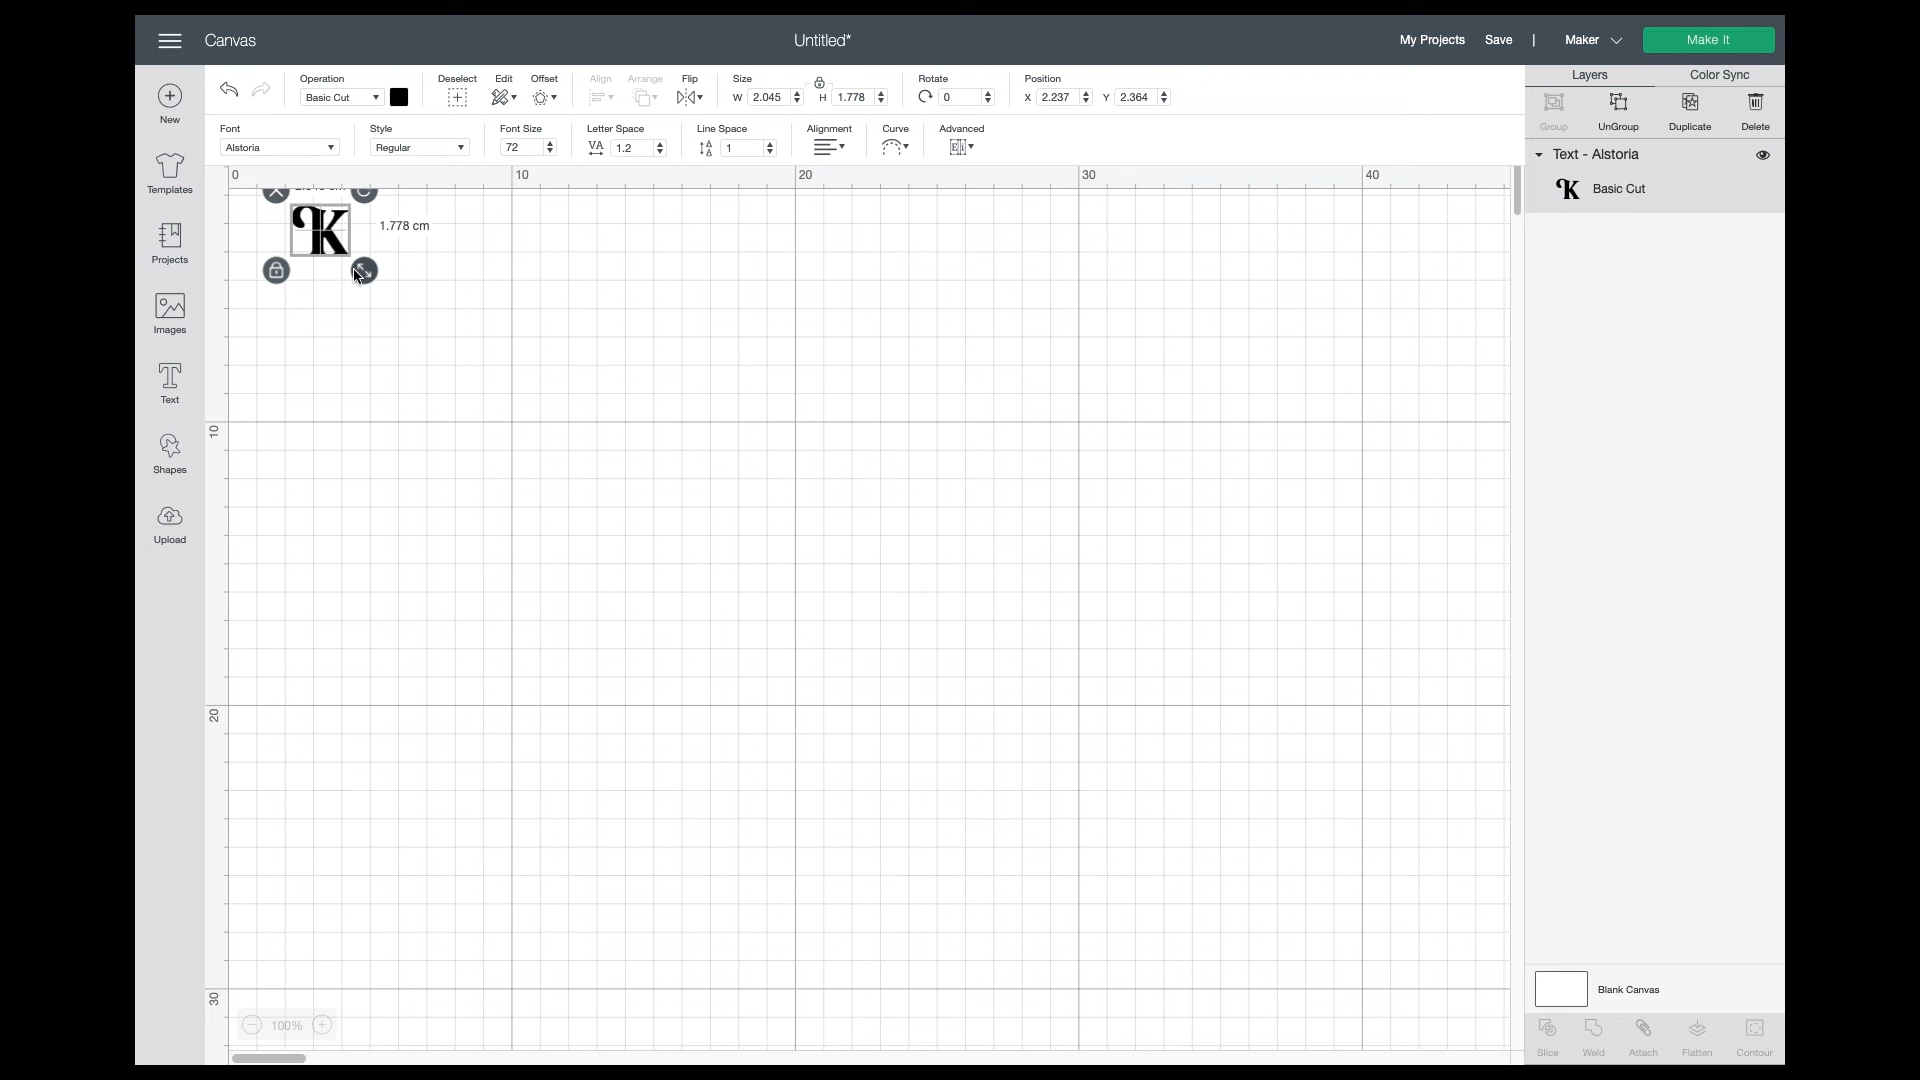 Canvas
Untitled*
My Projects Save | Maker Make It
Operation Deselect Edit Offset Align Arrange Flip Size Rotate Position
Basic Cut W 2.045 H 1.778 0 X 2.237 Y 2.364
Font Style Font Size Letter Space Line Space Alignment Curve Advanced
Alstoria Regular 72 VA 1.2 1
New
Templates
Projects
Images
Text
Shapes
Upload
0 10 20 30 40
K
1.778 cm
10
20
30
100%
Layers Color Sync
Group UnGroup Duplicate Delete
Text - Alstoria
K Basic Cut
Blank Canvas
Slice Weld Attach Flatten Contour